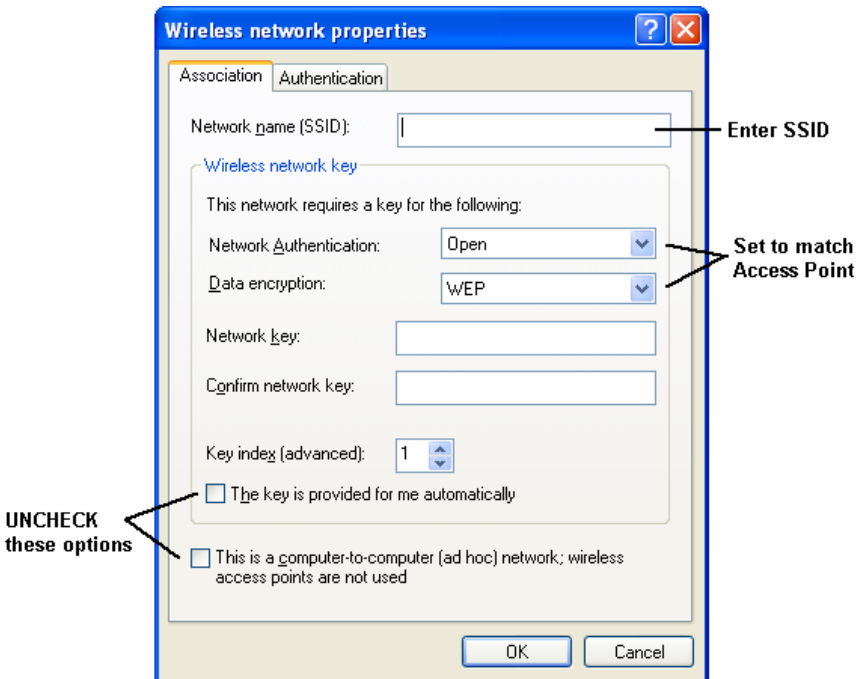 Wireless network properties
Association
Authentication
Network name (SSID):
Enter SSID
Wireless network key
This network requires a key for the following:
Network Authentication:
Open
Set to match
Access Point
Data encryption:
WEP
Network key:
Confirm network key:
Key index (advanced):
1
The key is provided for me automatically
UNCHECK
these options
This is a computer-to-computer (ad hoc) network; wireless
access points are not used
OK
Cancel